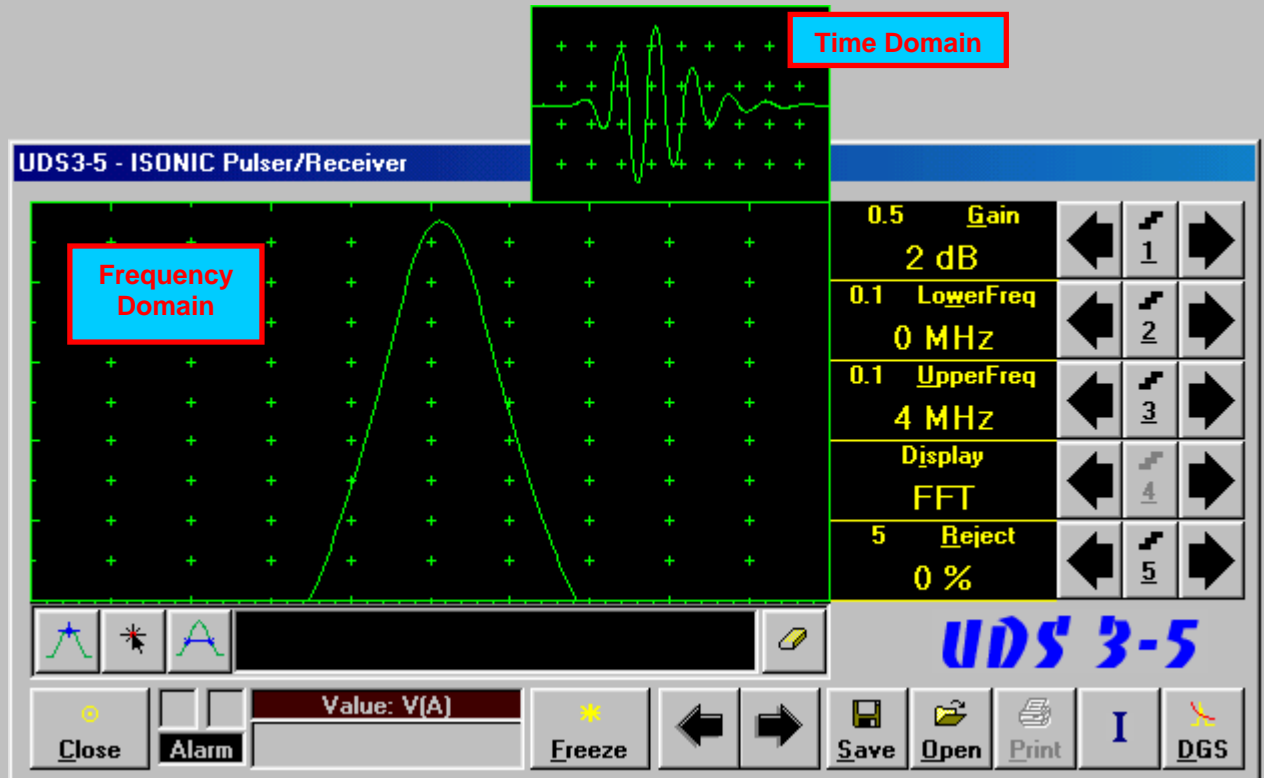 Time Domain
UDS3-5 - ISONIC Pulser/Receiver
Frequency
Domain
0.5 Gain
2 dB
1
0.1 LowerFreq
0 MHz
2
0.1 UpperFreq
4 MHz
3
Display
FFT
4
5 Reject
0 %
5
UDS 3-5
Close
Alarm
Value: V(A)
Freeze
Save
Open
Print
I
DGS